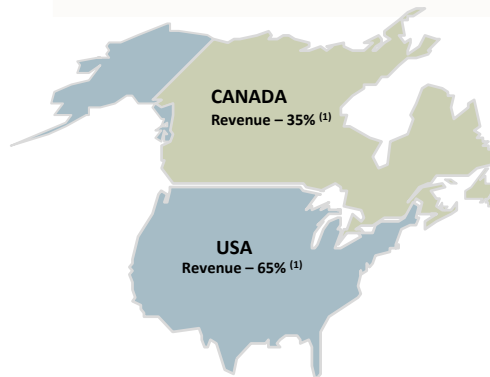 CANADA
Revenue – 35% (1)
USA
Revenue – 65% (1)